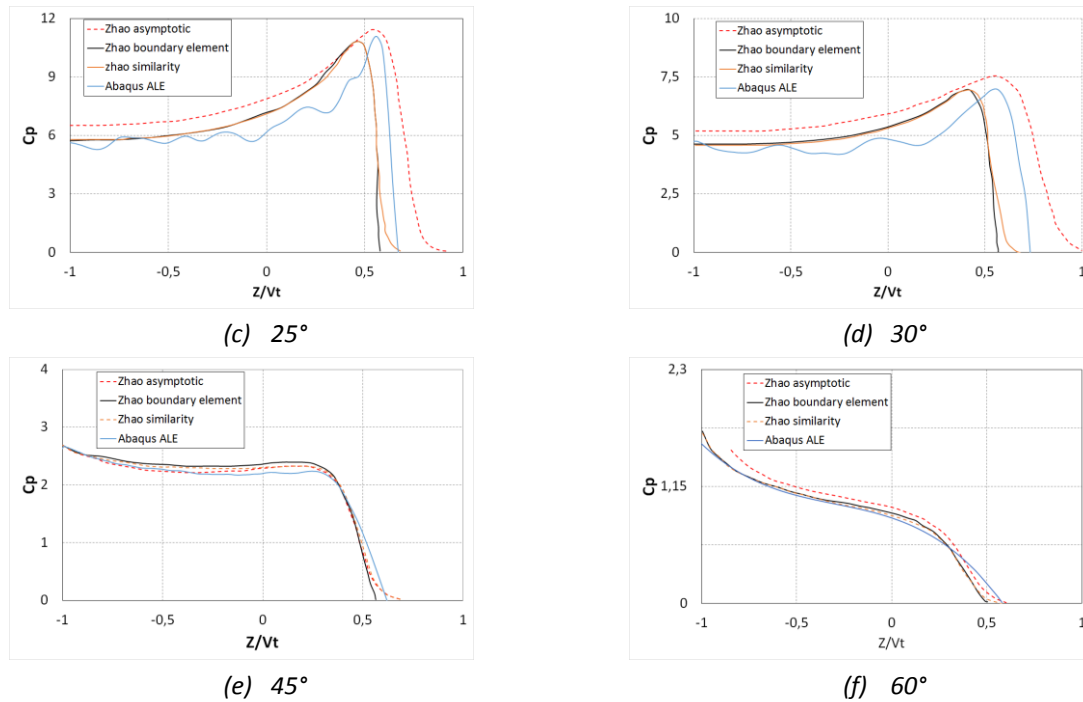 12
9
6
3
0
Cp
Zhao asymptotic
Zhao boundary element
zhao similarity
Abaqus ALE
-1
-0,5
0
0,5
1
Z/Vt
(c) 25°
10
7,5
5
2,5
0
Cp
Zhao asymptotic
Zhao boundary element
Zhao similarity
Abaqus ALE
-1
-0,5
0
0,5
1
Z/Vt
(d) 30°
4
3
2
1
0
Cp
Zhao asymptotic
Zhao boundary element
Zhao similarity
Abaqus ALE
-1
-0,5
0
0,5
1
Z/Vt
(e) 45°
2,3
1,15
0
Cp
Zhao asymptotic
Zhao boundary element
Zhao similarity
Abaqus ALE
-1
-0,5
0
0,5
1
Z/Vt
(f) 60°